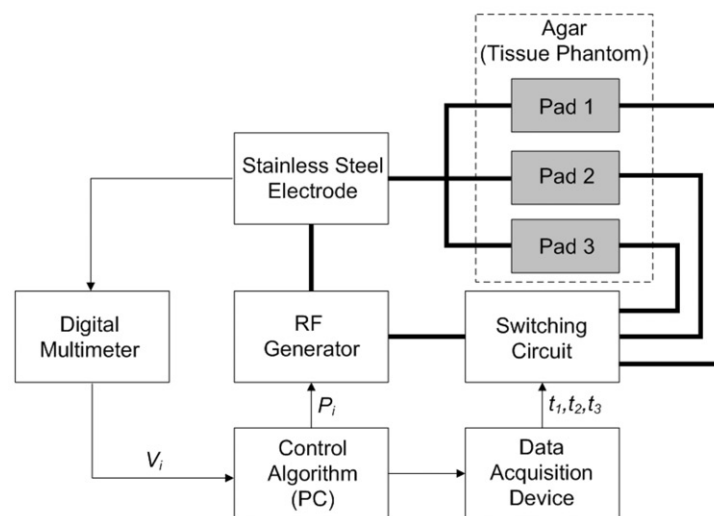 Agar
(Tissue Phantom)
Pad 1
Stainless Steel
Electrode
Pad 2
Pad 3
Digital
Multimeter
RF
Generator
Switching
Circuit
Pᵢ
t₁,t₂,t₃
Vᵢ
Control
Algorithm
(PC)
Data
Acquisition
Device